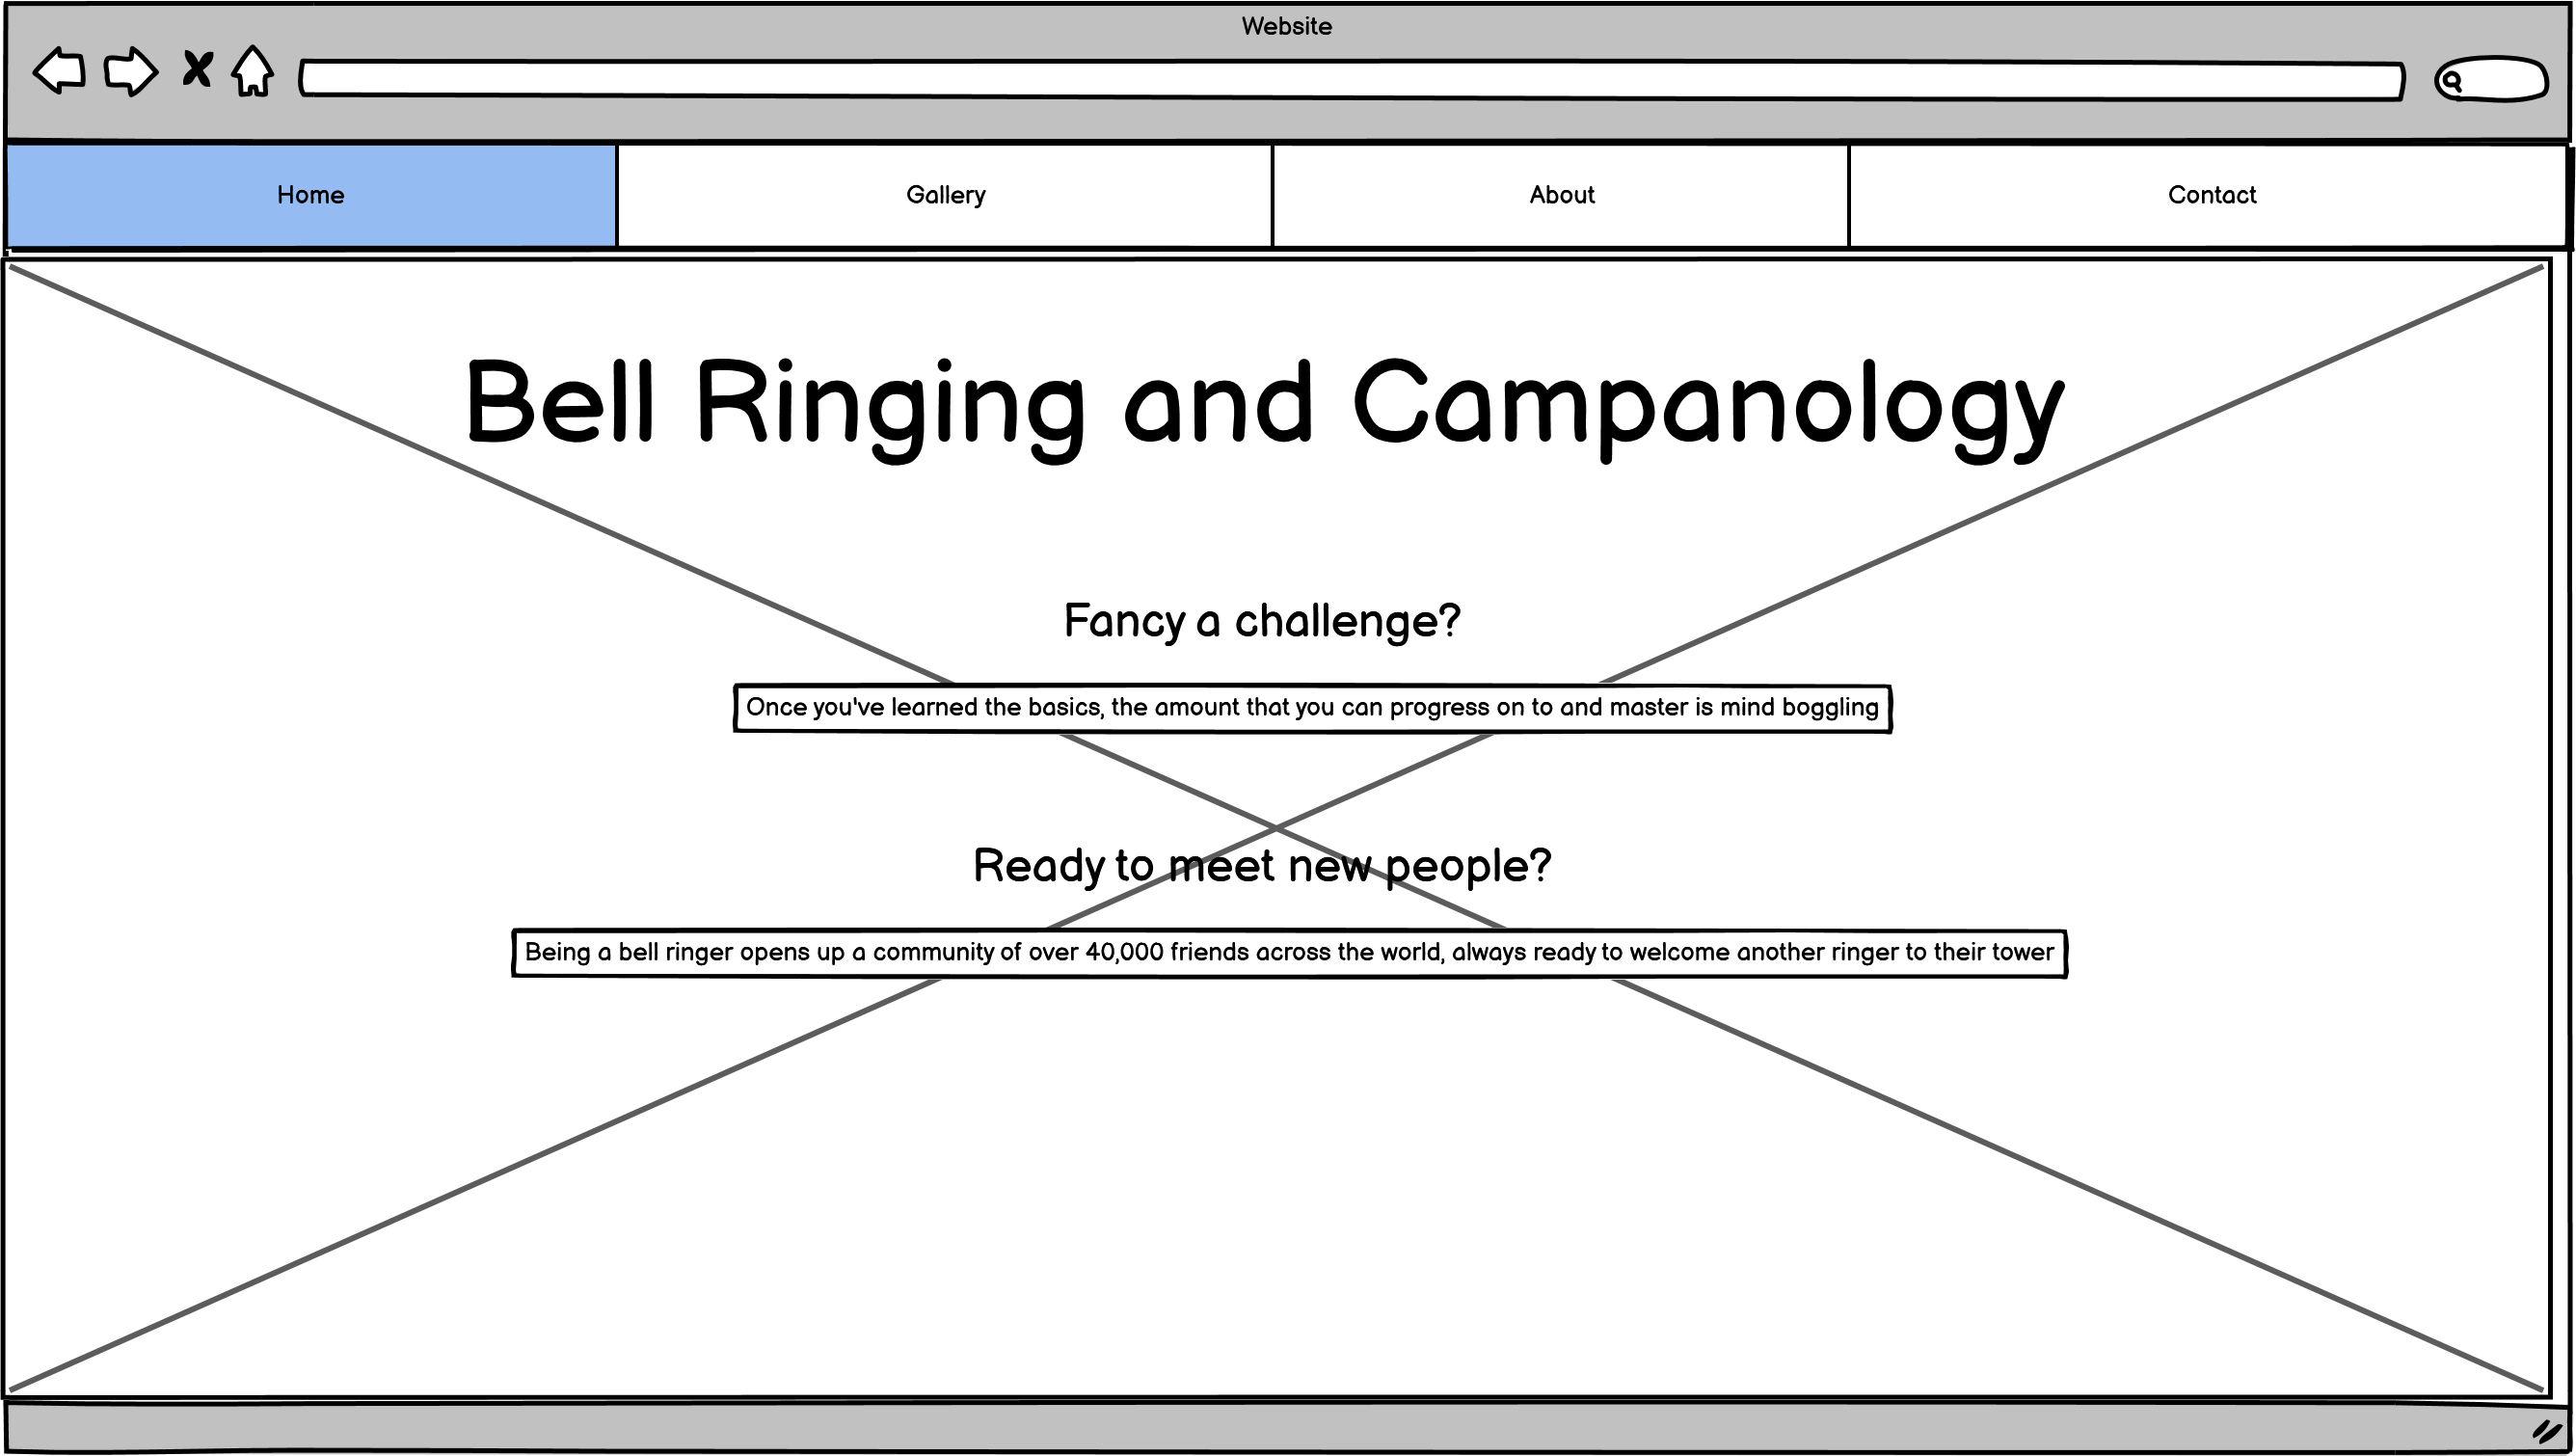 Website
Home
Gallery
About
Contact
Bell Ringing and Campanology
Fancy a challenge?
Once you've learned the basics, the amount that you can progress on to and master is mind boggling
Ready to meet new people?
Being a bell ringer opens up a community of over 40,000 friends across the world, always ready to welcome another ringer to their tower